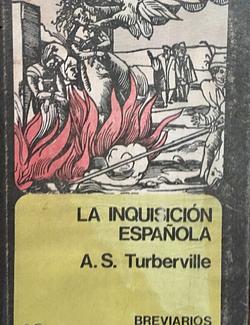 LA INQUISICIÓN
ESPAÑOLA
A. S. Turberville
BREVIARIOS